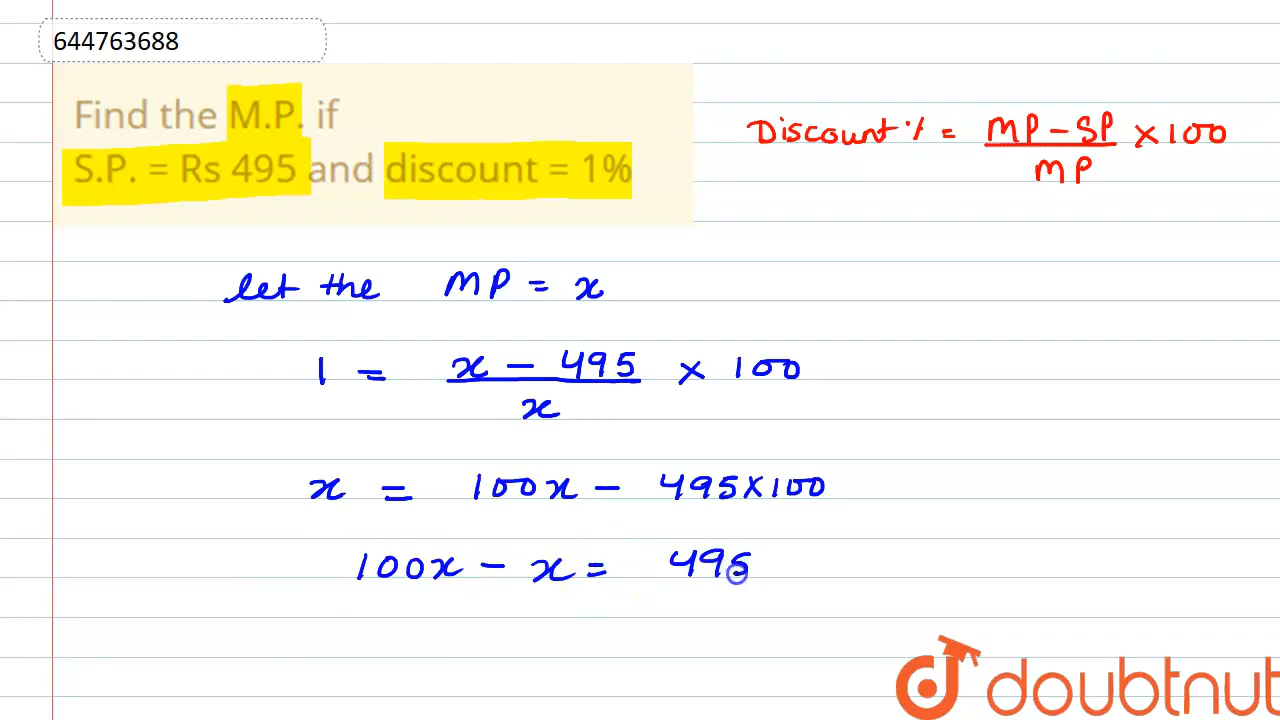 644763688
Find the M.P. if
S.P. = Rs 495 and discount = 1%
Discount % = MP - SP / MP × 100
let the MP = x
1 = x - 495 / x × 100
x = 100x - 495 × 100
100x - x = 495
doubtnut